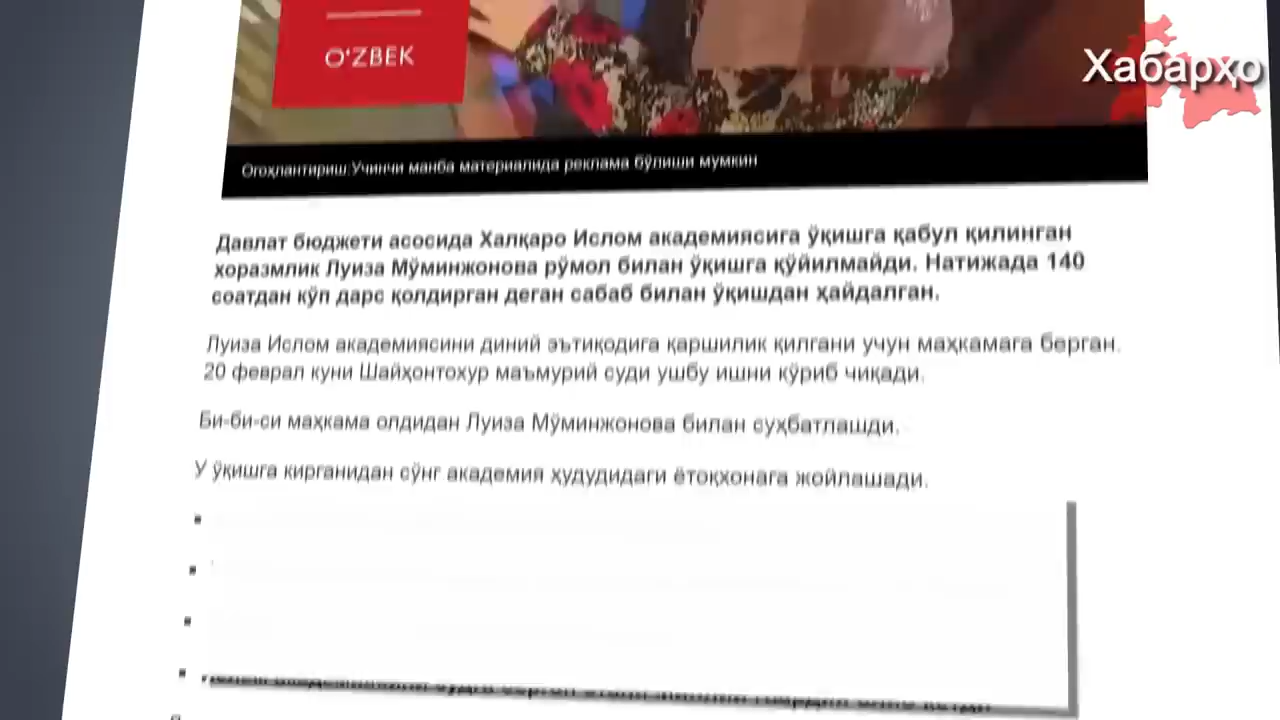 O‘ZBEK
Хабарҳо
Огоҳлантириш:Учинчи манба материалида реклама бўлиши мумкин
Давлат бюджети асосида Халқаро Ислом академиясига ўқишга қабул қилинган
хоразмлик Луиза Мўминжонова рўмол билан ўқишга қўйилмайди. Натижада 140
соатдан кўп дарс қолдирган деган сабаб билан ўқишдан ҳайдалган.
Луиза Ислом академиясини диний эътиқодига қаршилик қилгани учун маҳкамага берган.
20 феврал куни Шайҳонтохур маъмурий суди ушбу ишни кўриб чиқади.
Би-би-си маҳкама олдидан Луиза Мўминжонова билан суҳбатлашди.
У ўқишга кирганидан сўнг академия ҳудудидаги ётоқхонага жойлашади.